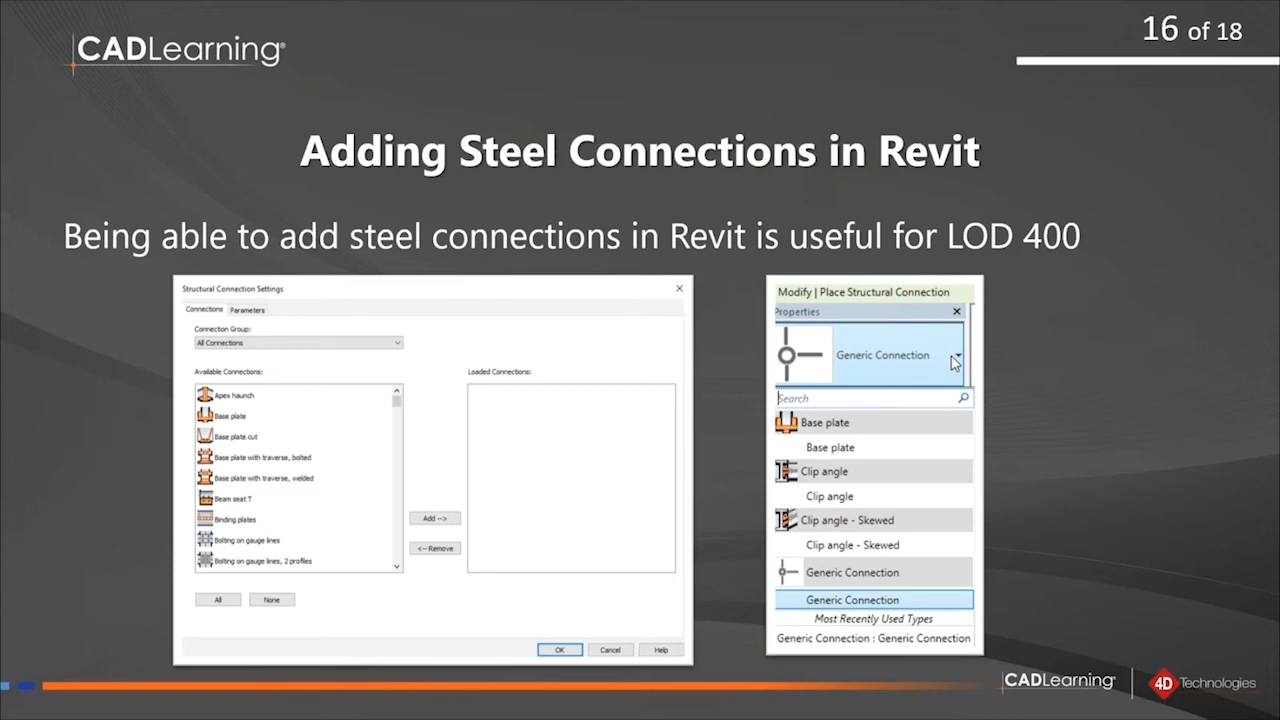 CADLearning®
16 of 18
Adding Steel Connections in Revit
Being able to add steel connections in Revit is useful for LOD 400
Structural Connection Settings
Connections Parameters
Connection Group:
All Connections
Available Connections:
Loaded Connections:
Apex haunch
Base plate
Base plate cut
Base plate with traverse, bolted
Base plate with traverse, welded
Beam seat T
Binding plates
Bolting on gauge lines
Bolting on gauge lines, 2 profiles
Add -->
<-- Remove
All None
OK Cancel Help
Modify | Place Structural Connection
Properties
Generic Connection
Search
Base plate
Base plate
Clip angle
Clip angle
Clip angle - Skewed
Clip angle - Skewed
Generic Connection
Generic Connection
Most Recently Used Types
Generic Connection : Generic Connection
CADLearning® 4D Technologies